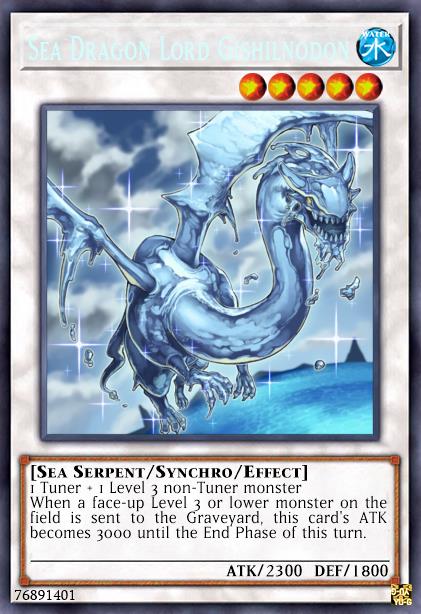 Sea Dragon Lord Gishilnodon
WATER
水
[Sea Serpent/Synchro/Effect]
1 Tuner + 1 Level 3 non-Tuner monster
When a face-up Level 3 or lower monster on the
field is sent to the Graveyard, this card's ATK
becomes 3000 until the End Phase of this turn.
ATK/2300 DEF/1800
76891401